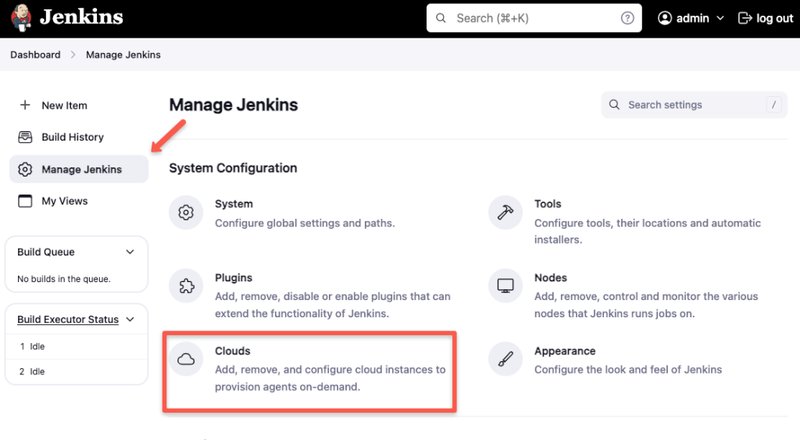 Jenkins
Search (⌘+K)
admin
log out
Dashboard
Manage Jenkins
New Item
Build History
Manage Jenkins
My Views
Build Queue
No builds in the queue.
Build Executor Status
1 Idle
2 Idle
Manage Jenkins
Search settings
/
System Configuration
System
Configure global settings and paths.
Tools
Configure tools, their locations and automatic
installers.
Plugins
Add, remove, disable or enable plugins that can
extend the functionality of Jenkins.
Nodes
Add, remove, control and monitor the various
nodes that Jenkins runs jobs on.
Clouds
Add, remove, and configure cloud instances to
provision agents on-demand.
Appearance
Configure the look and feel of Jenkins